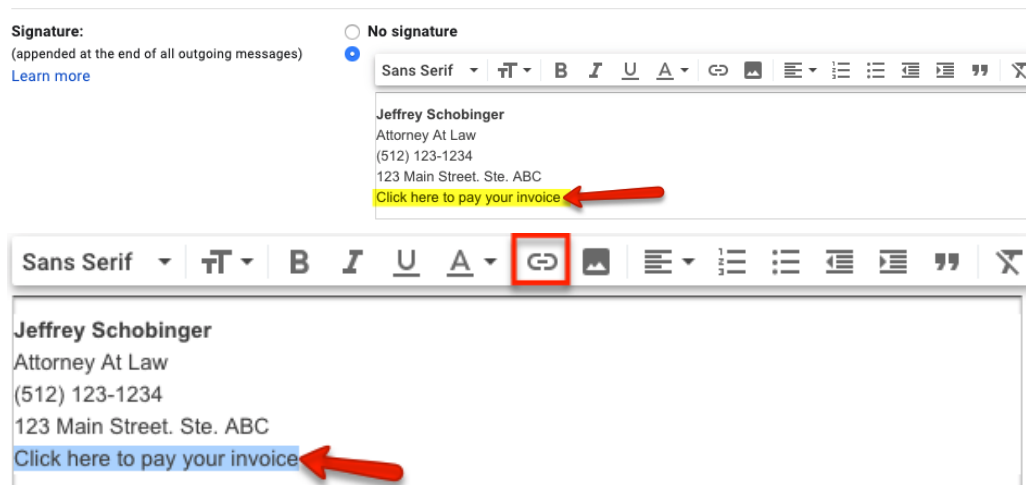 Signature:
(appended at the end of all outgoing messages)
Learn more
No signature
Sans Serif
Jeffrey Schobinger
Attorney At Law
(512) 123-1234
123 Main Street. Ste. ABC
Click here to pay your invoice
Sans Serif
Jeffrey Schobinger
Attorney At Law
(512) 123-1234
123 Main Street. Ste. ABC
Click here to pay your invoice